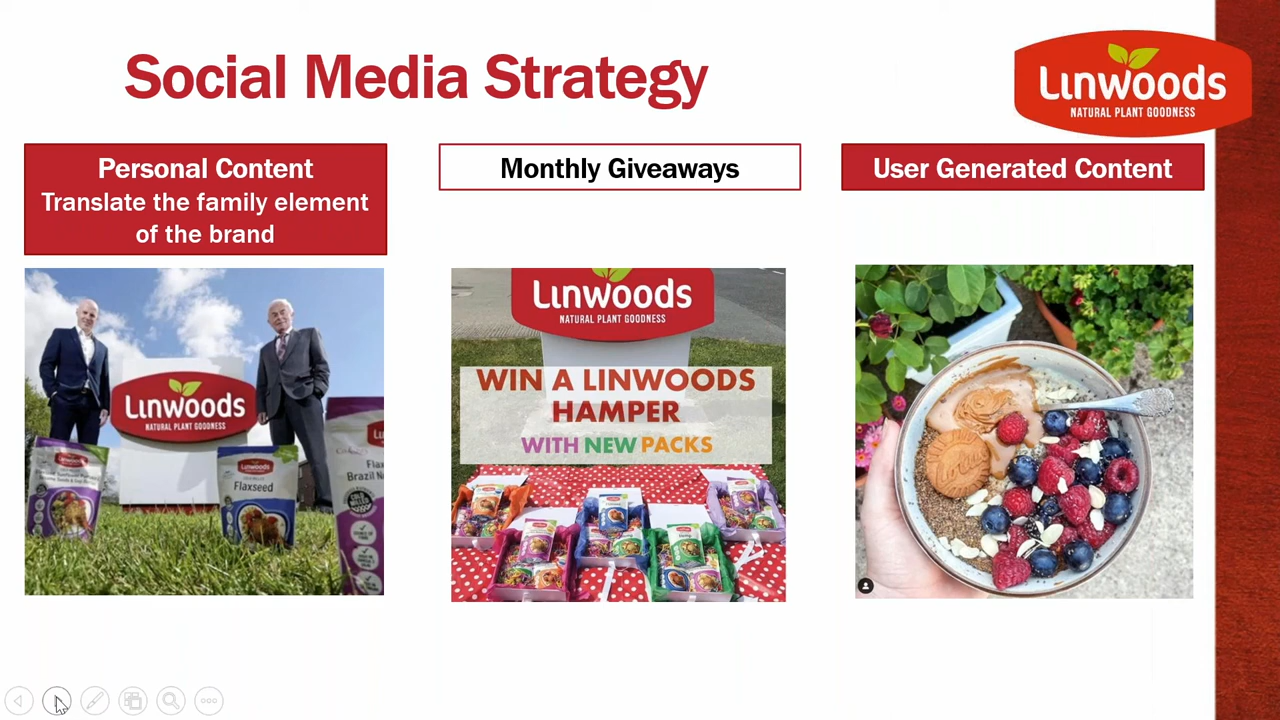 Social Media Strategy
Linwoods
NATURAL PLANT GOODNESS
Personal Content
Translate the family element
of the brand
Monthly Giveaways
User Generated Content
Linwoods
NATURAL PLANT GOODNESS
Linwoods
Flaxseed
Linwoods
NATURAL PLANT GOODNESS
WIN A LINWOODS
HAMPER
WITH NEW PACKS